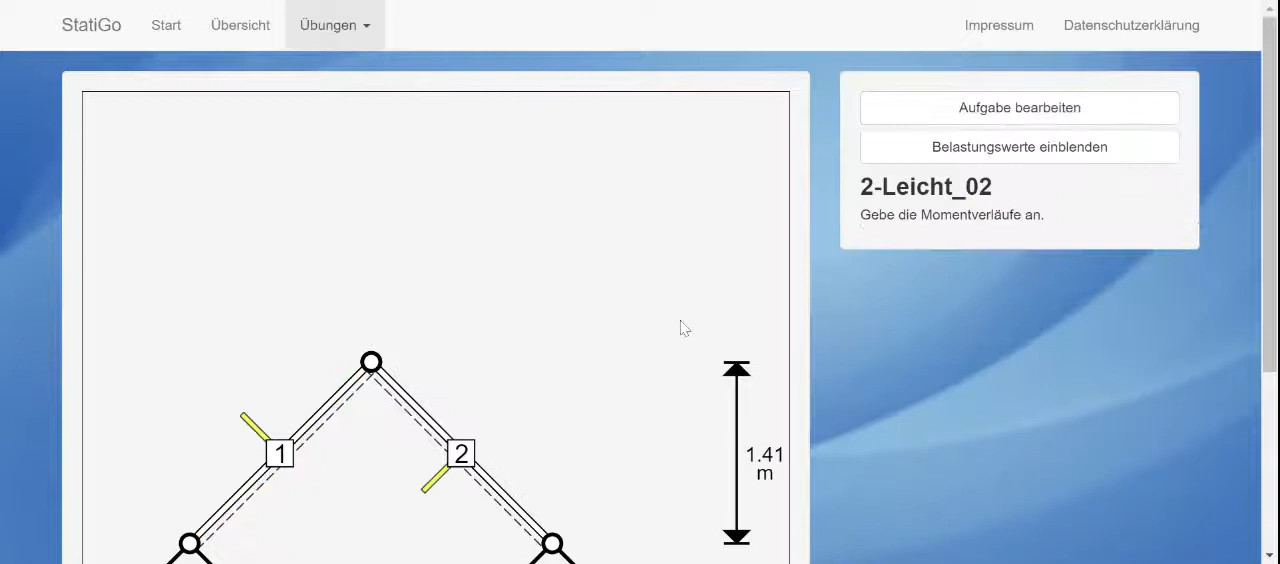 StatiGo Start Übersicht Übungen Impressum Datenschutzerklärung
Aufgabe bearbeiten
Belastungswerte einblenden
2-Leicht_02
Gebe die Momentverläufe an.
1 2
1.41
m